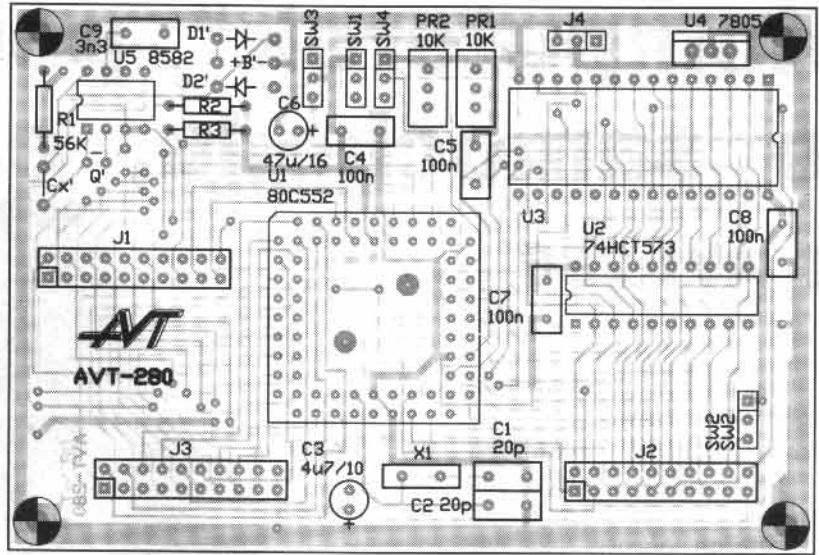 C9
3n3
D1'
+B'-
D2'
U5 8582
SW3
SW1
SW4
PR2
10K
PR1
10K
J4
U4 7805
R1
56K
R2
R3
C6
47u/16
C4
100n
C5
100n
-
Q'
Cx'
U1
80C552
U3
U2
74HCT573
C8
100n
J1
C7
100n
AVT
AVT-280
SW2
SW2
J3
C3
4u7/10
X1
C1
20p
C2 20p
J2